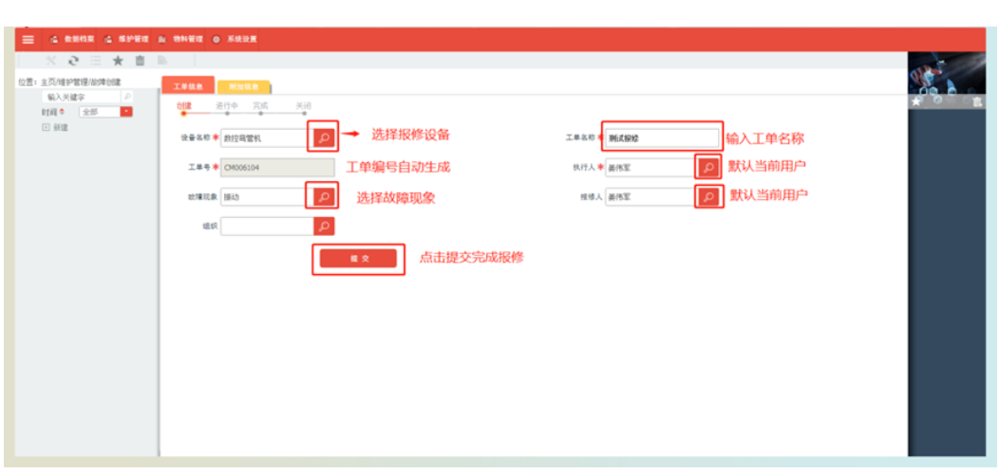 数据档案 维护管理 物料管理 系统设置
位置：主页/维护管理/故障创建
输入关键字
时间 全部
新建
工单信息 附加信息
创建 进行中 完成 关闭
设备名称 * 数控弯管机 选择报修设备 工单名称 * 测试报修 输入工单名称
工单号 * CM006104 工单编号自动生成 执行人 * 姜伟军 默认当前用户
故障现象 振动 选择故障现象 报修人 姜伟军 默认当前用户
组织
提 交 点击提交完成报修